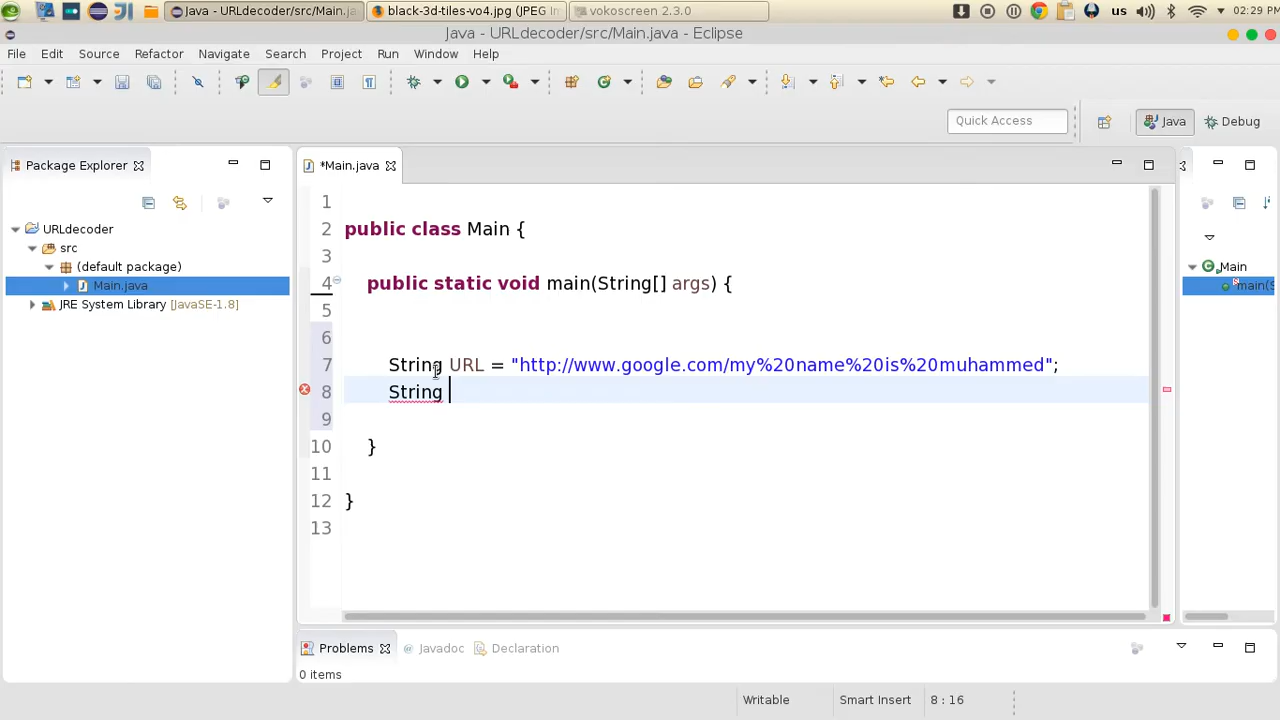 Java - URLdecoder/src/Main.ja
black-3d-tiles-vo4.jpg (JPEG In
vokoscreen 2.3.0
us
02:29 PM
Java - URLdecoder/src/Main.java - Eclipse
File Edit Source Refactor Navigate Search Project Run Window Help
Quick Access
Java
Debug
Package Explorer
*Main.java
URLdecoder
src
(default package)
Main.java
JRE System Library [JavaSE-1.8]
1
2 public class Main {
3
4 public static void main(String[] args) {
5
6
7 String URL = "http://www.google.com/my%20name%20is%20muhammed";
8 String
9
10 }
11
12 }
13
Main
main(S
Problems
@ Javadoc
Declaration
0 items
Writable
Smart Insert
8 : 16